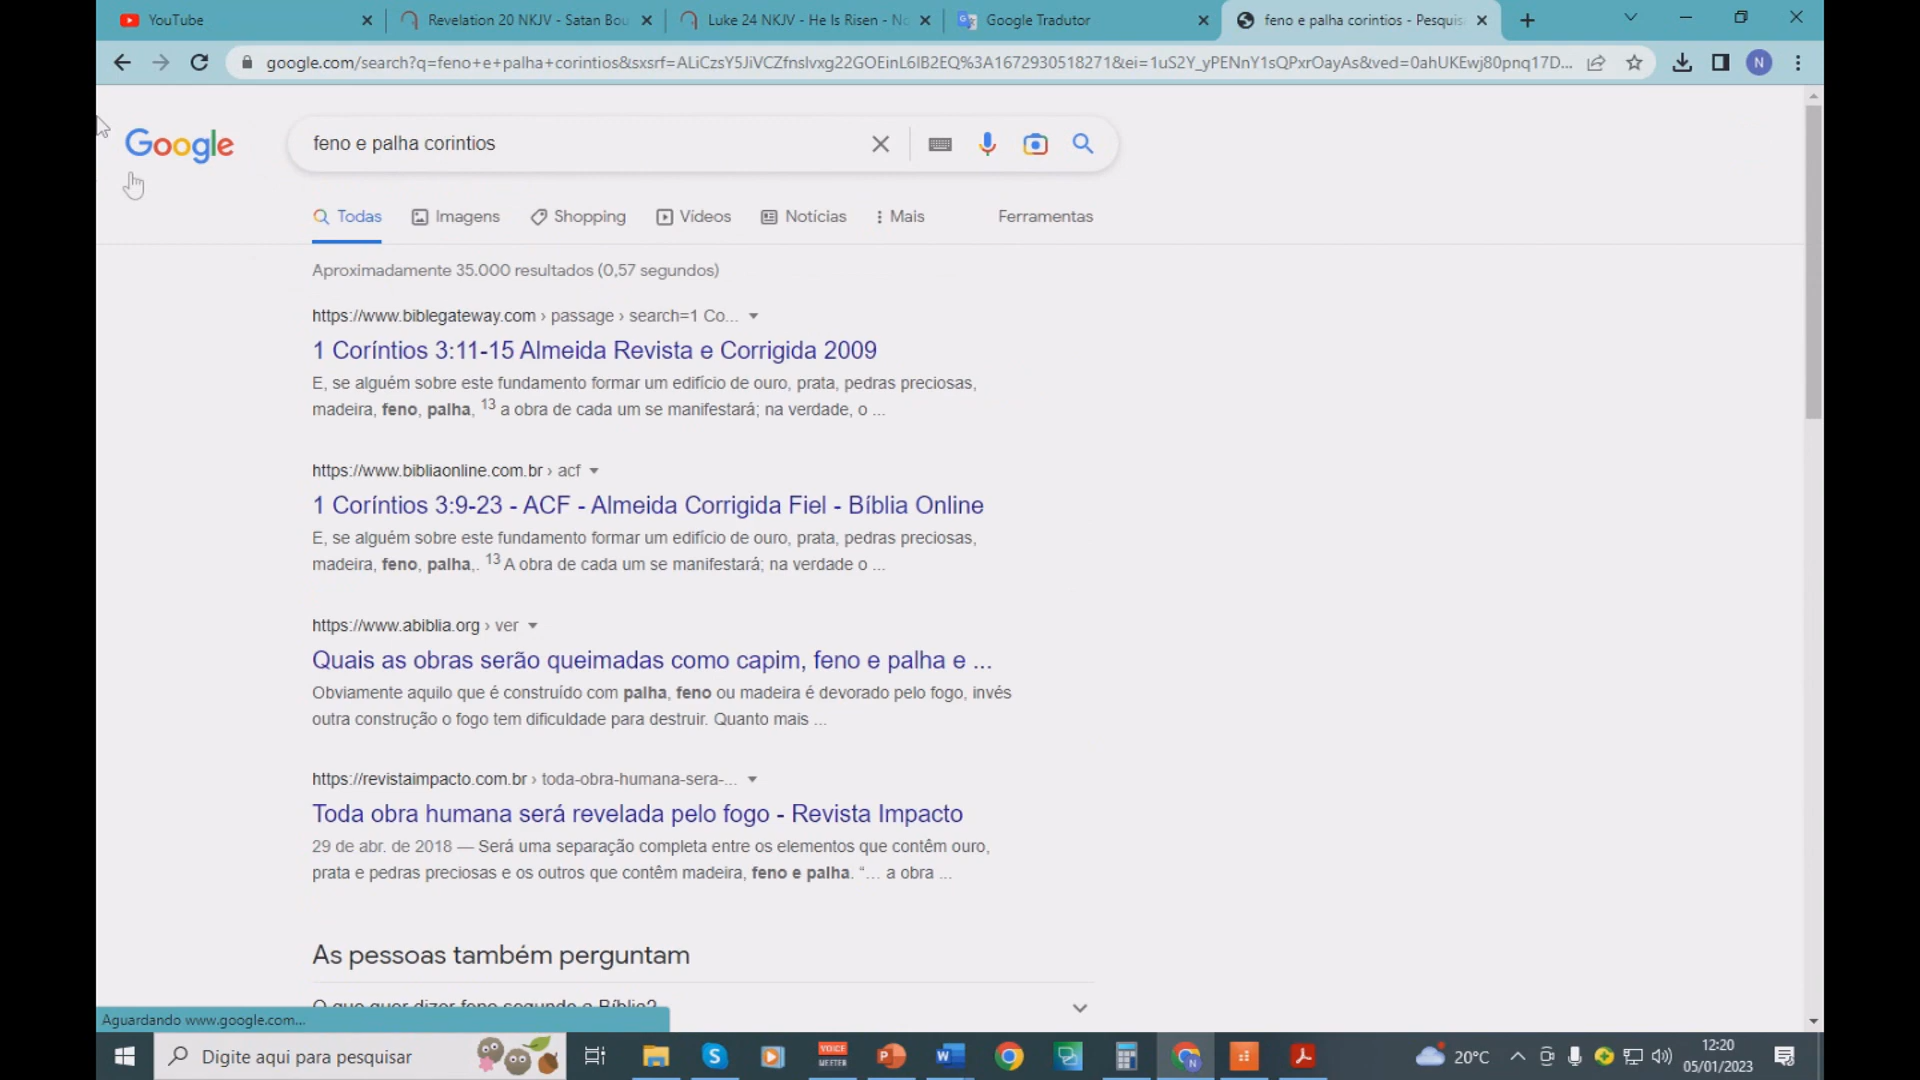 YouTube
Revelation 20 NKJV - Satan Bou
Luke 24 NKJV - He Is Risen - No
Google Tradutor
feno e palha corintios - Pesquis
google.com/search?q=feno+e+palha+corintios&sxsrf=ALiCzsY5JiVCZfnslvxg22GOEinL6lB2EQ%3A1672930518271&ei=1uS2Y_yPENnY1sQPxrOayAs&ved=0ahUKEwj80pnq17D...
N
Google
feno e palha corintios
Todas
Imagens
Shopping
Vídeos
Notícias
Mais
Ferramentas
Aproximadamente 35.000 resultados (0,57 segundos)
https://www.biblegateway.com › passage › search=1 Co...
1 Coríntios 3:11-15 Almeida Revista e Corrigida 2009
E, se alguém sobre este fundamento formar um edifício de ouro, prata, pedras preciosas,
madeira, feno, palha, 13 a obra de cada um se manifestará; na verdade, o ...
https://www.bibliaonline.com.br › acf
1 Coríntios 3:9-23 - ACF - Almeida Corrigida Fiel - Bíblia Online
E, se alguém sobre este fundamento formar um edifício de ouro, prata, pedras preciosas,
madeira, feno, palha,. 13 A obra de cada um se manifestará; na verdade o ...
https://www.abiblia.org › ver
Quais as obras serão queimadas como capim, feno e palha e ...
Obviamente aquilo que é construído com palha, feno ou madeira é devorado pelo fogo, invés
outra construção o fogo tem dificuldade para destruir. Quanto mais ...
https://revistaimpacto.com.br › toda-obra-humana-sera-...
Toda obra humana será revelada pelo fogo - Revista Impacto
29 de abr. de 2018 — Será uma separação completa entre os elementos que contêm ouro,
prata e pedras preciosas e os outros que contêm madeira, feno e palha. “… a obra ...
As pessoas também perguntam
O que quer dizer feno segundo a Bíblia?
Aguardando www.google.com...
Digite aqui para pesquisar
VOICE
MEETER
20°C
12:20
05/01/2023